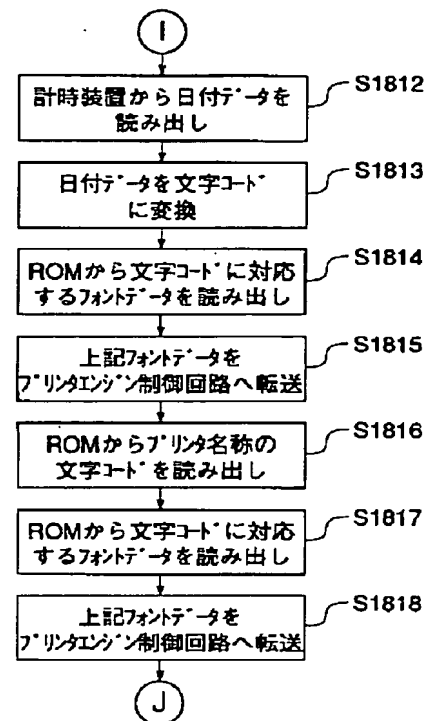 I
計時装置から日付データを
読み出し
S1812
日付データを文字コード
に変換
S1813
ROMから文字コードに対応
するフォントデータを読み出し
S1814
上記フォントデータを
プリンタエンジン制御回路へ転送
S1815
ROMからプリンタ名称の
文字コードを読み出し
S1816
ROMから文字コードに対応
するフォントデータを読み出し
S1817
上記フォントデータを
プリンタエンジン制御回路へ転送
S1818
J